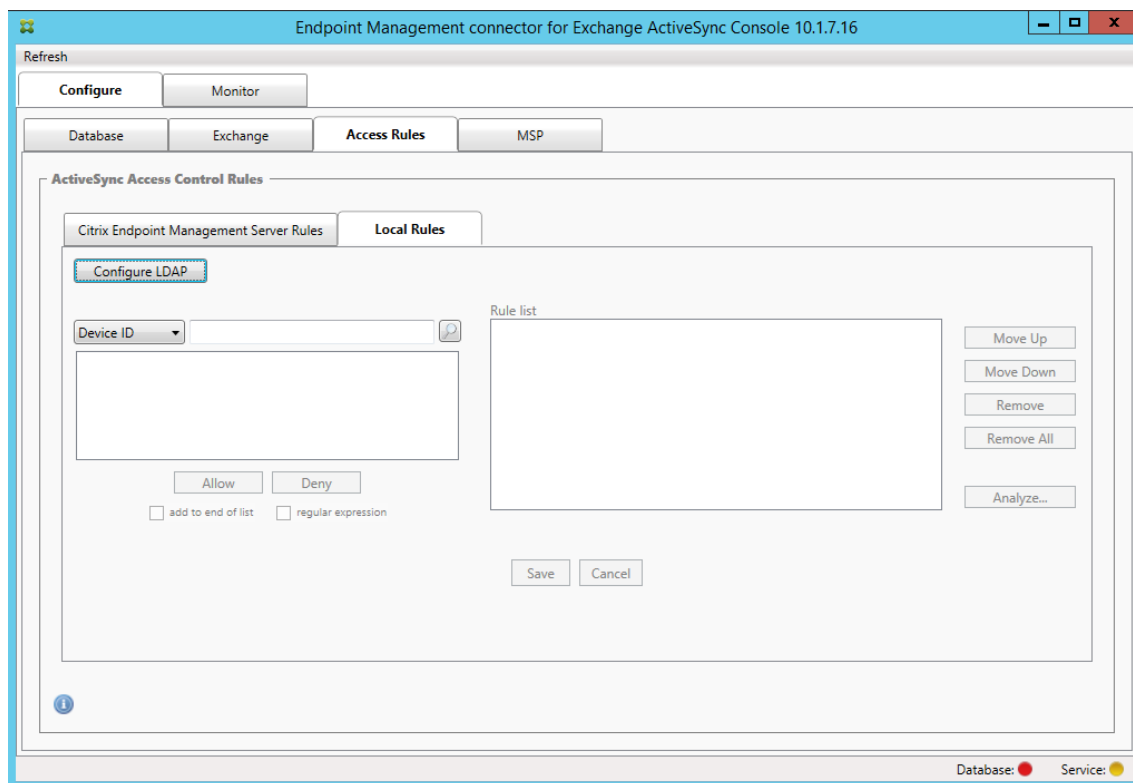 Endpoint Management connector for Exchange ActiveSync Console 10.1.7.16
Refresh
Configure Monitor
Database Exchange Access Rules MSP
ActiveSync Access Control Rules
Citrix Endpoint Management Server Rules Local Rules
Configure LDAP
Rule list
Device ID
Move Up
Move Down
Remove
Remove All
Allow Deny
Analyze...
add to end of list regular expression
Save Cancel
Database: Service: